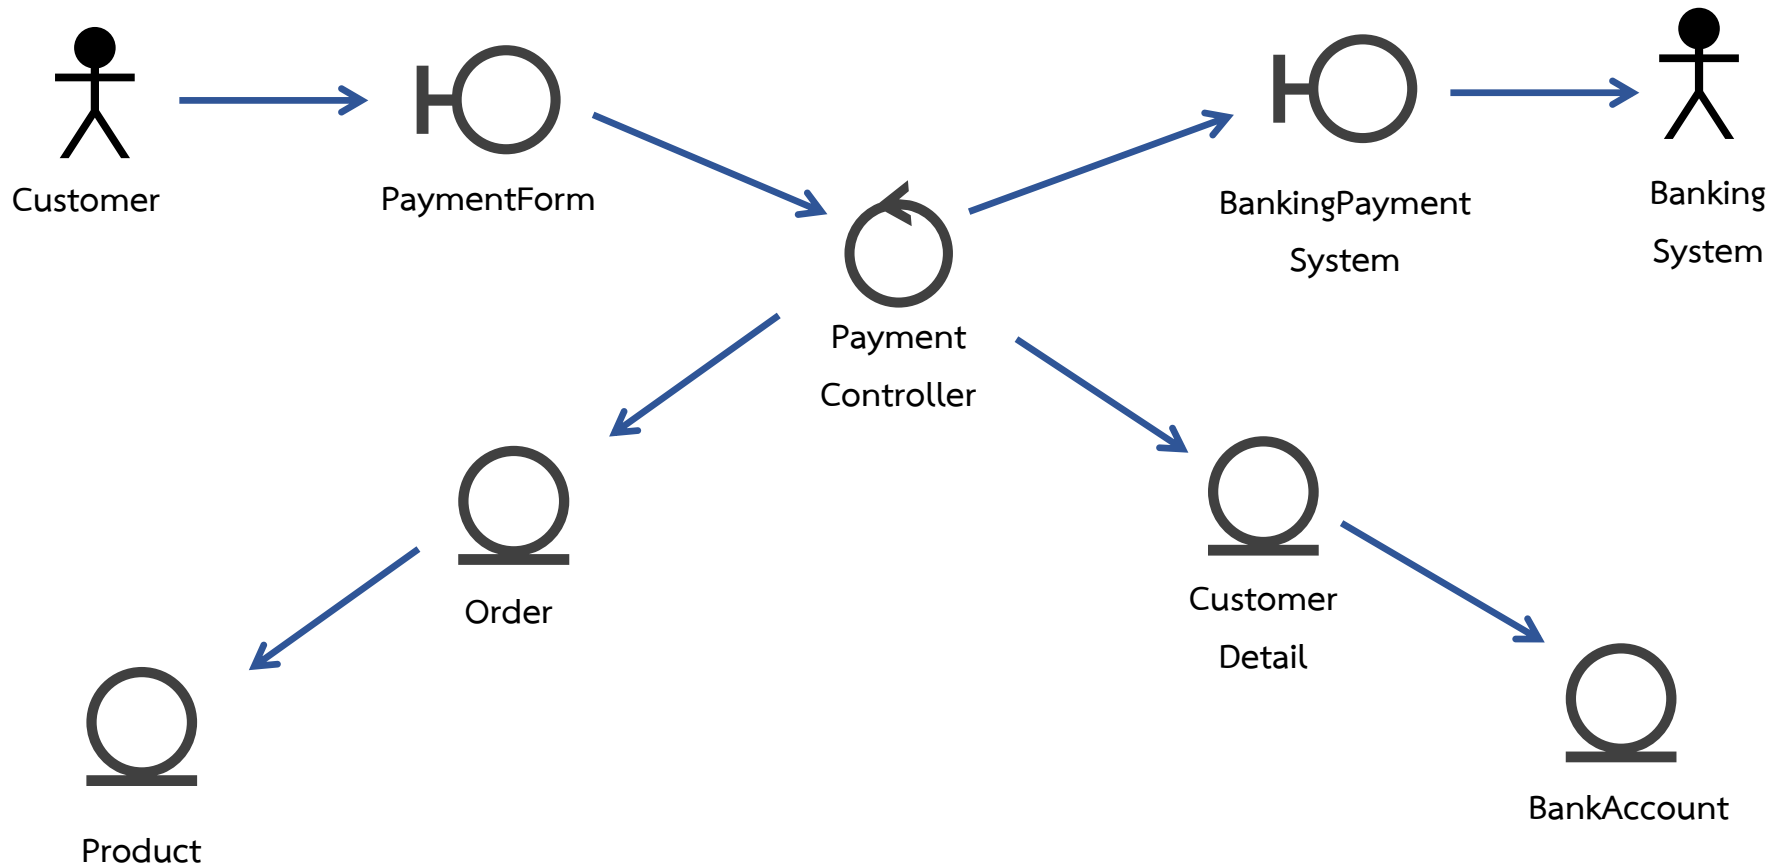 Customer
PaymentForm
BankingPayment
System
Banking
System
Payment
Controller
Order
Customer
Detail
Product
BankAccount